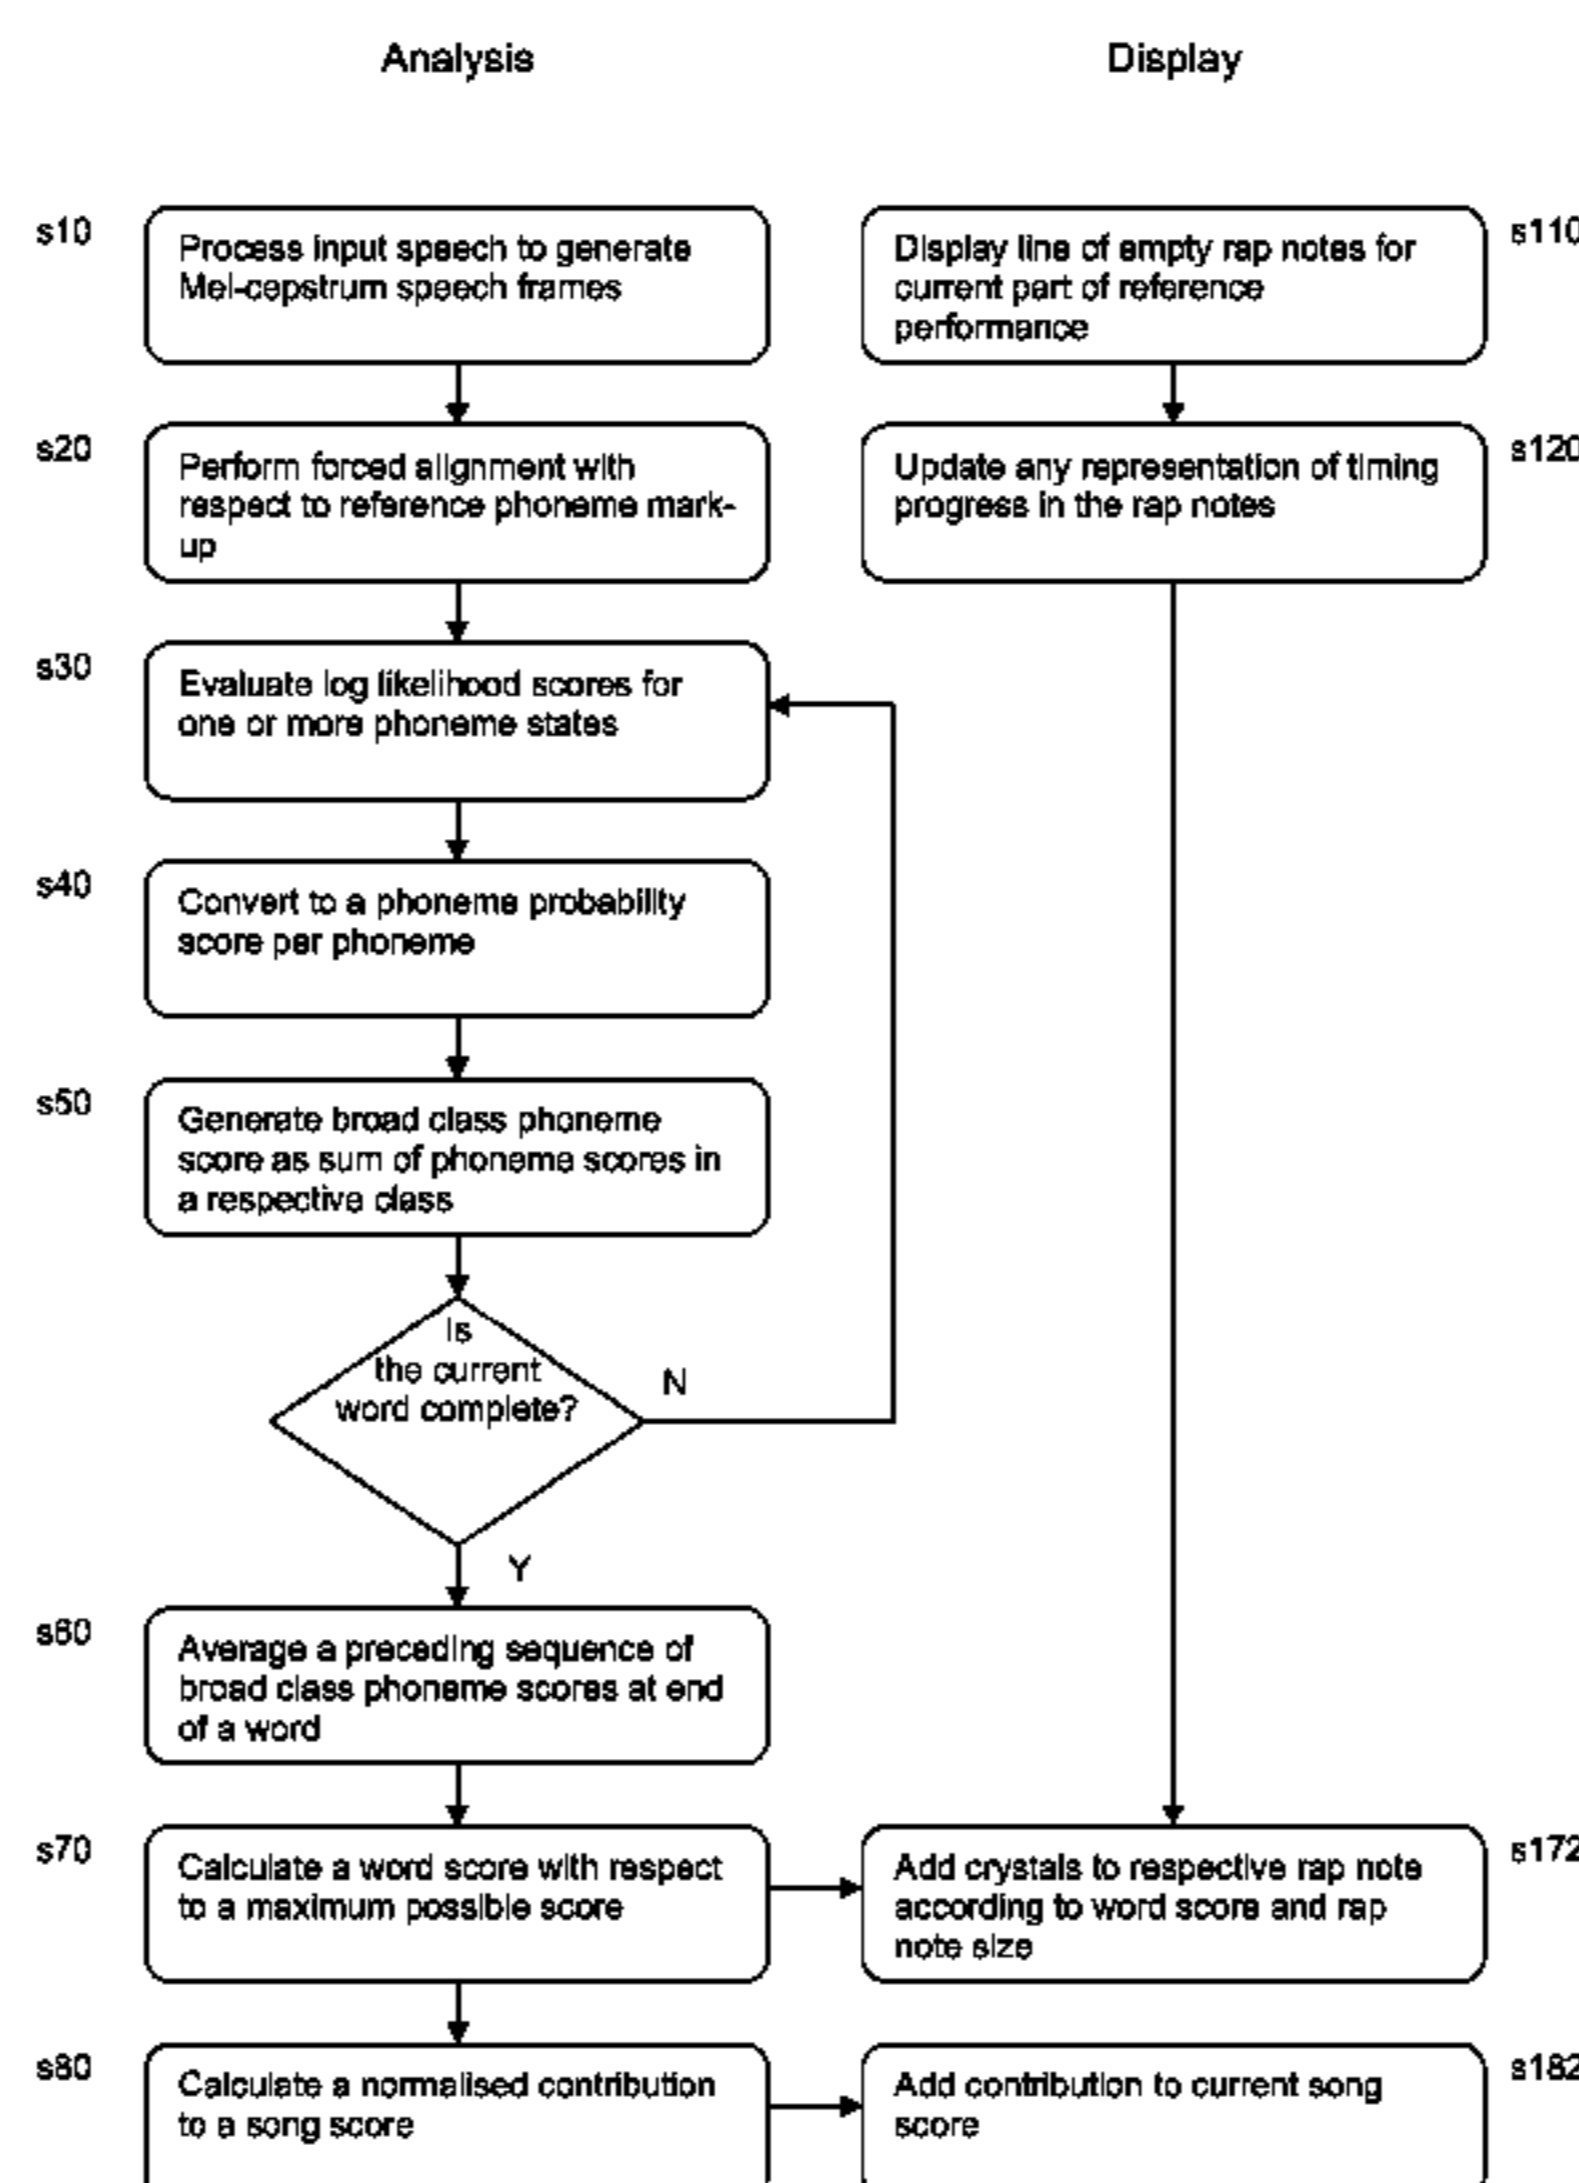 Analysis
Display
s10
Process input speech to generate
Mel-cepstrum speech frames
Display line of empty rap notes for
current part of reference
performance
s110
s20
Perform forced alignment with
respect to reference phoneme mark-
up
Update any representation of timing
progress in the rap notes
s120
s30
Evaluate log likelihood scores for
one or more phoneme states
s40
Convert to a phoneme probability
score per phoneme
s50
Generate broad class phoneme
score as sum of phoneme scores in
a respective class
Is
the current
word complete?
N
Y
s60
Average a preceding sequence of
broad class phoneme scores at end
of a word
s70
Calculate a word score with respect
to a maximum possible score
Add crystals to respective rap note
according to word score and rap
note size
s172
s80
Calculate a normalised contribution
to a song score
Add contribution to current song
score
s182